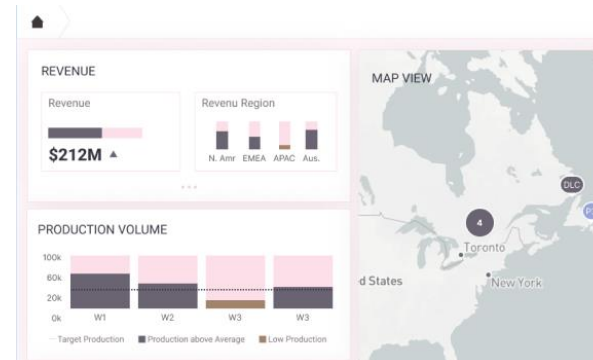 REVENUE
Revenue
$212M
Revenu Region
N. Amr EMEA APAC Aus.
PRODUCTION VOLUME
100k
60k
20k
0k
W1 W2 W3 W3
Target Production Production above Average Low Production
MAP VIEW
DLC
4
Toronto
d States
New York